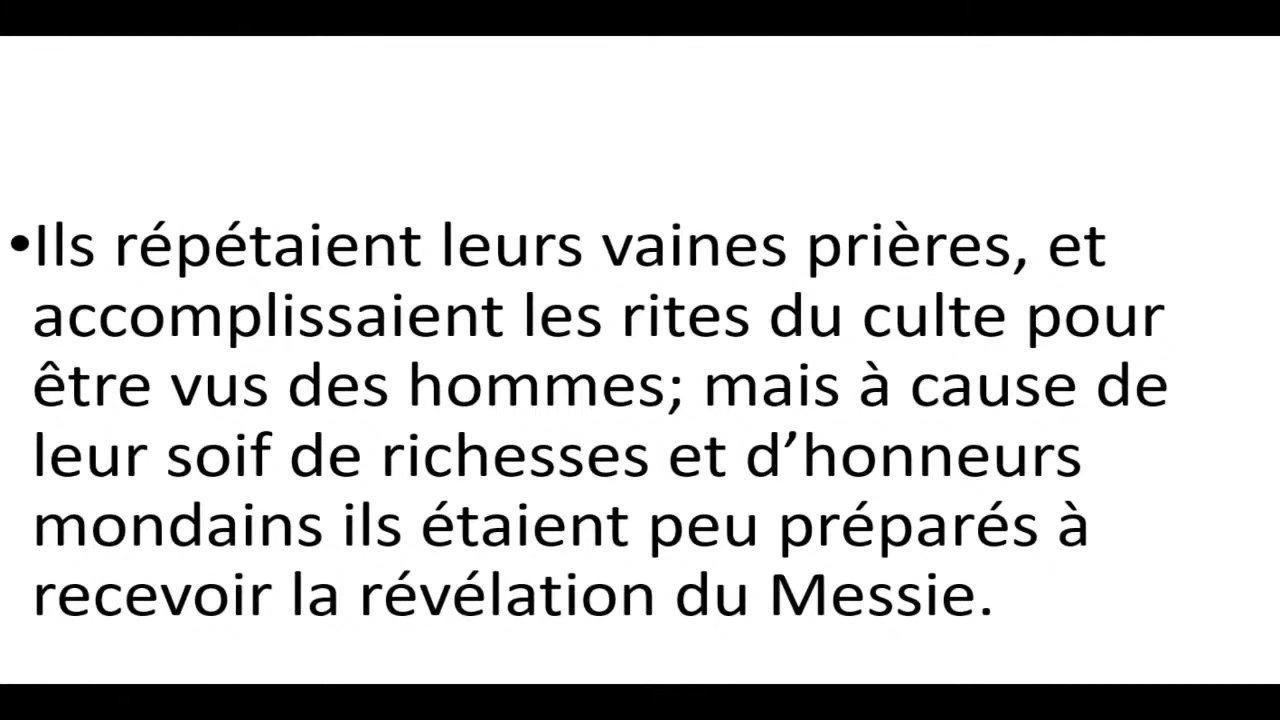 •Ils répétaient leurs vaines prières, et
accomplissaient les rites du culte pour
être vus des hommes; mais à cause de
leur soif de richesses et d’honneurs
mondains ils étaient peu préparés à
recevoir la révélation du Messie.